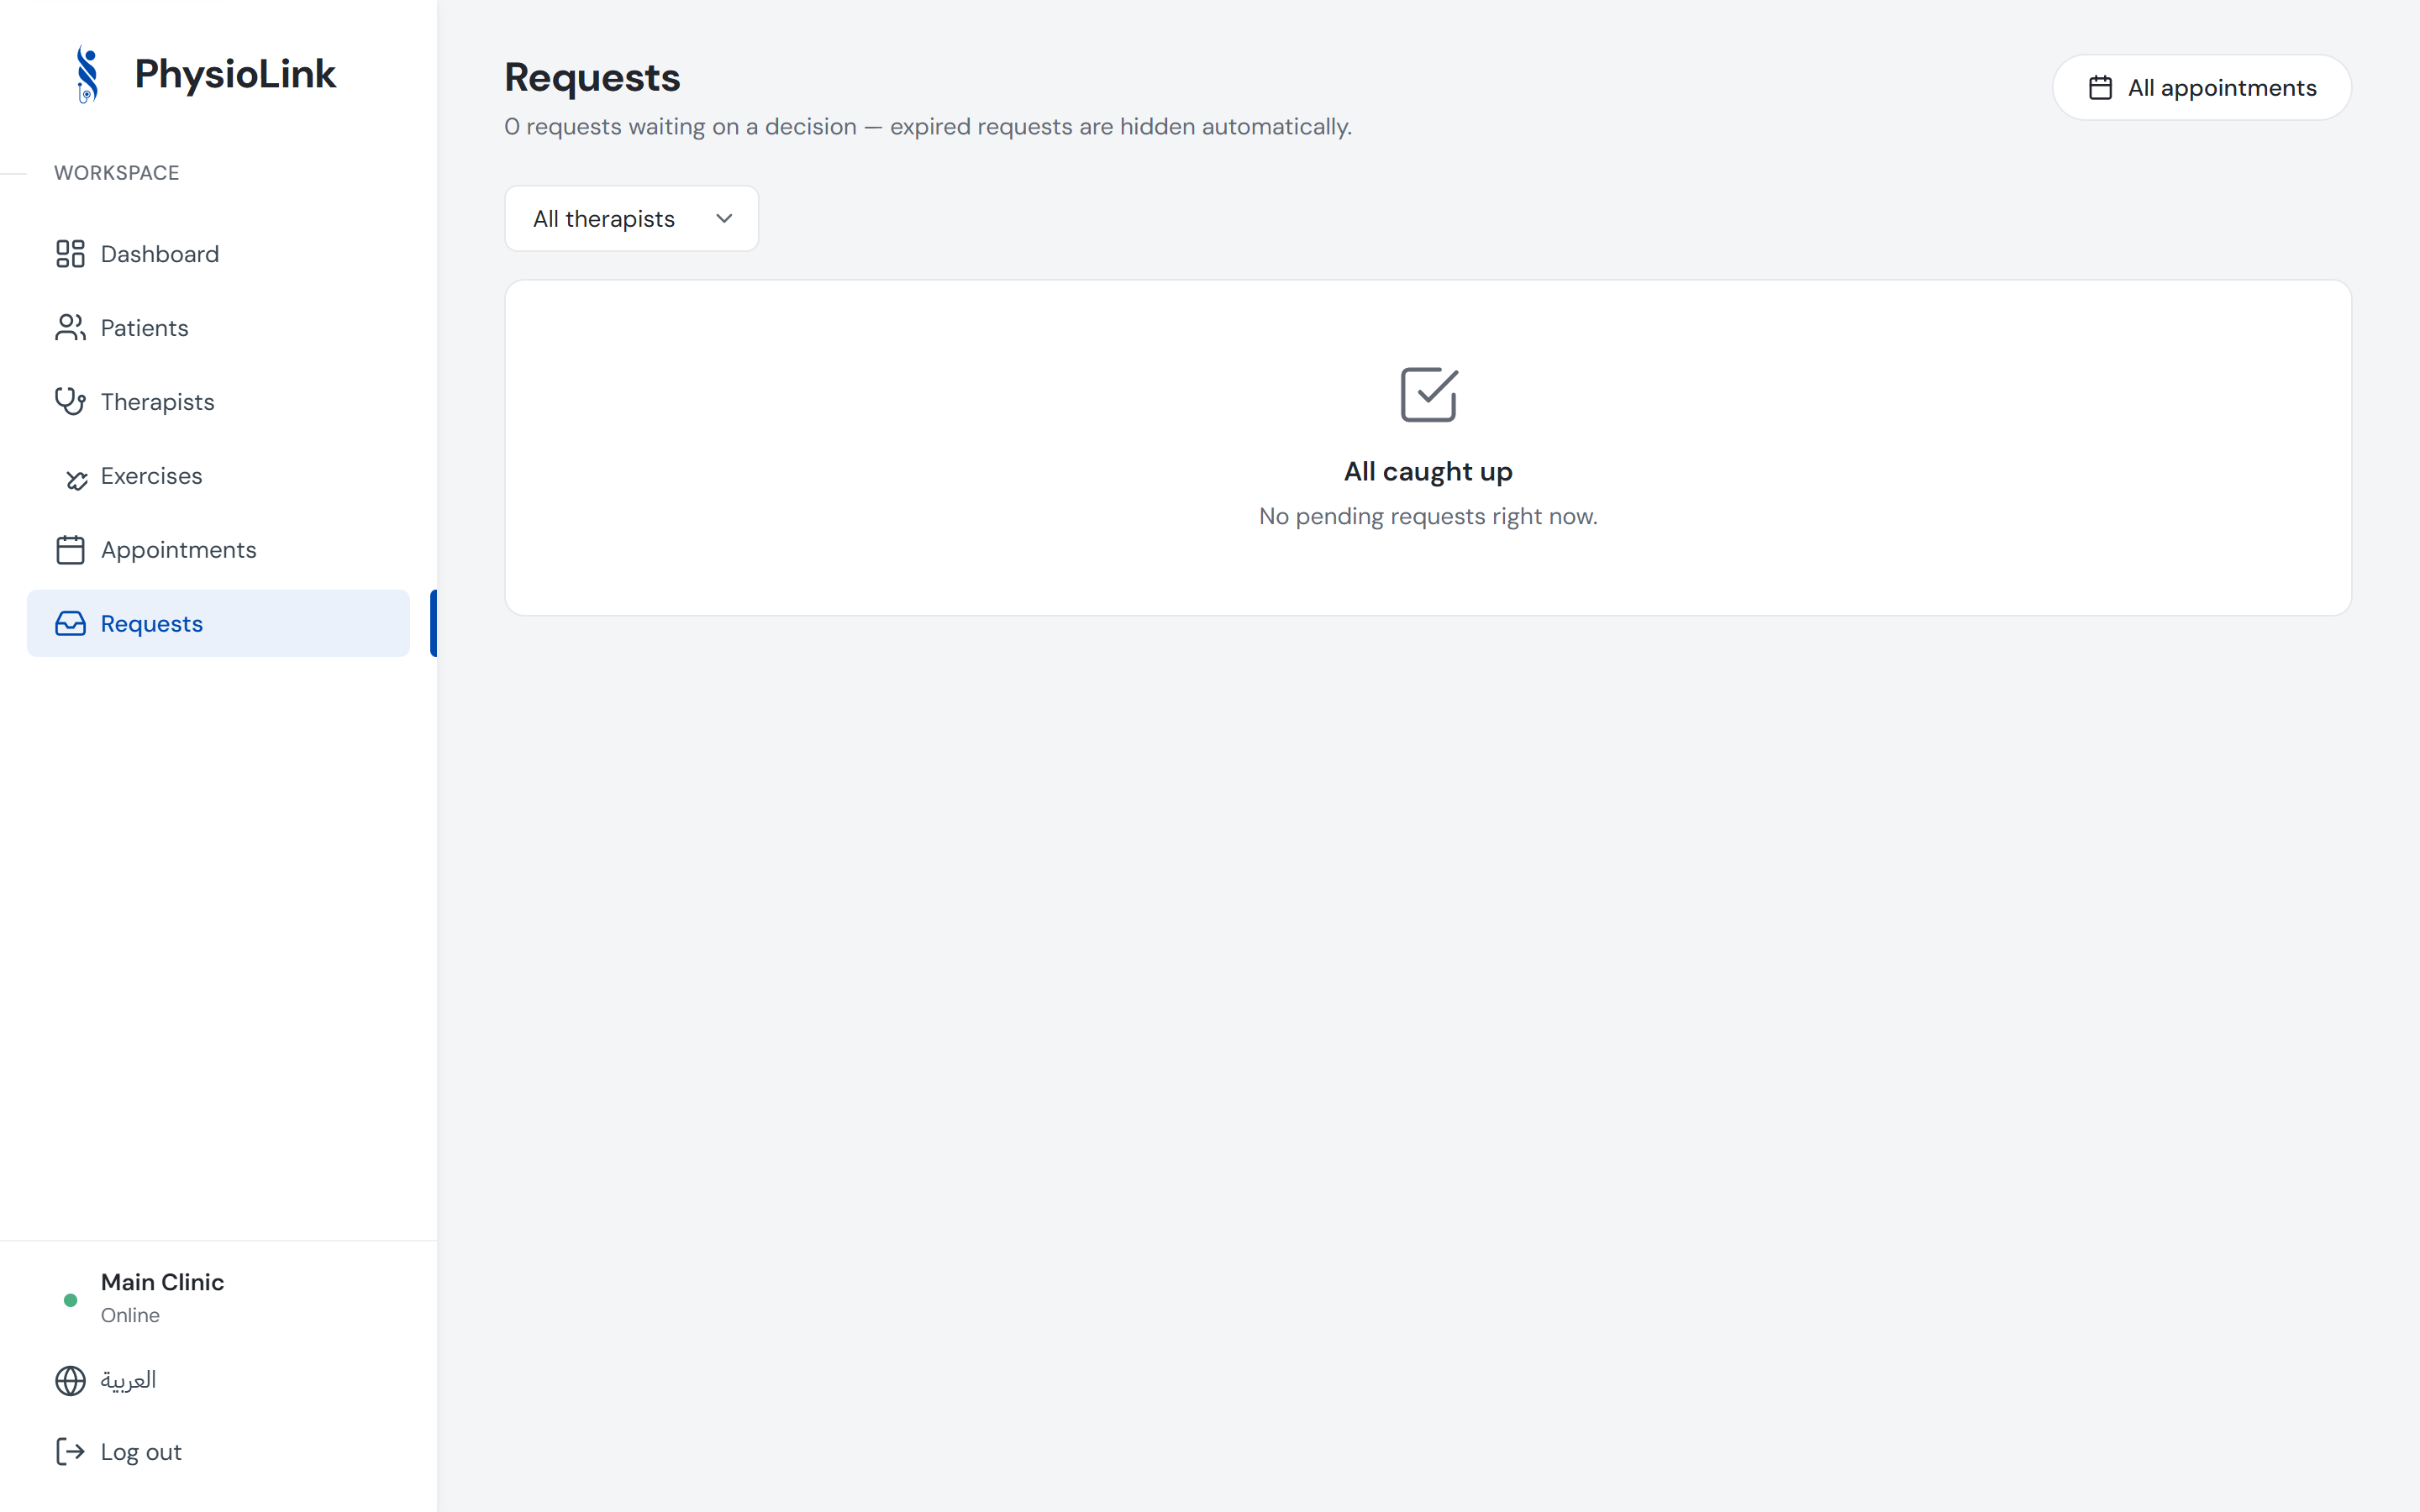 PhysioLink
WORKSPACE
Dashboard
Patients
Therapists
Exercises
Appointments
Requests
Main Clinic
Online
العربية
Log out
Requests
0 requests waiting on a decision — expired requests are hidden automatically.
All appointments
All therapists
All caught up
No pending requests right now.